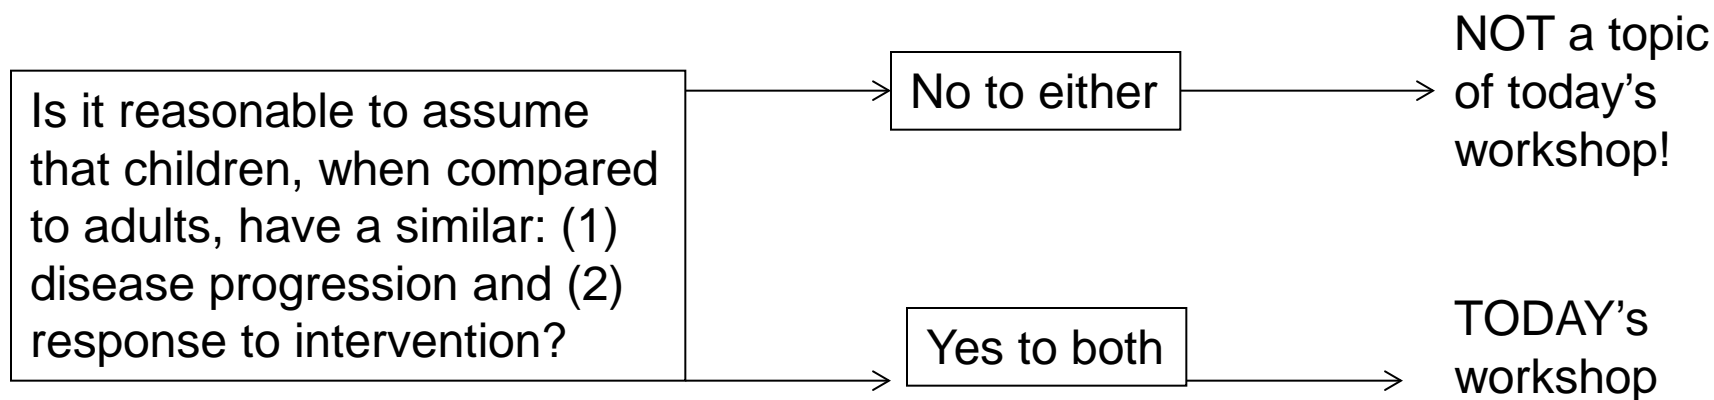 Is it reasonable to assume
that children, when compared
to adults, have a similar: (1)
disease progression and (2)
response to intervention?
No to either
NOT a topic
of today’s
workshop!
Yes to both
TODAY’s
workshop